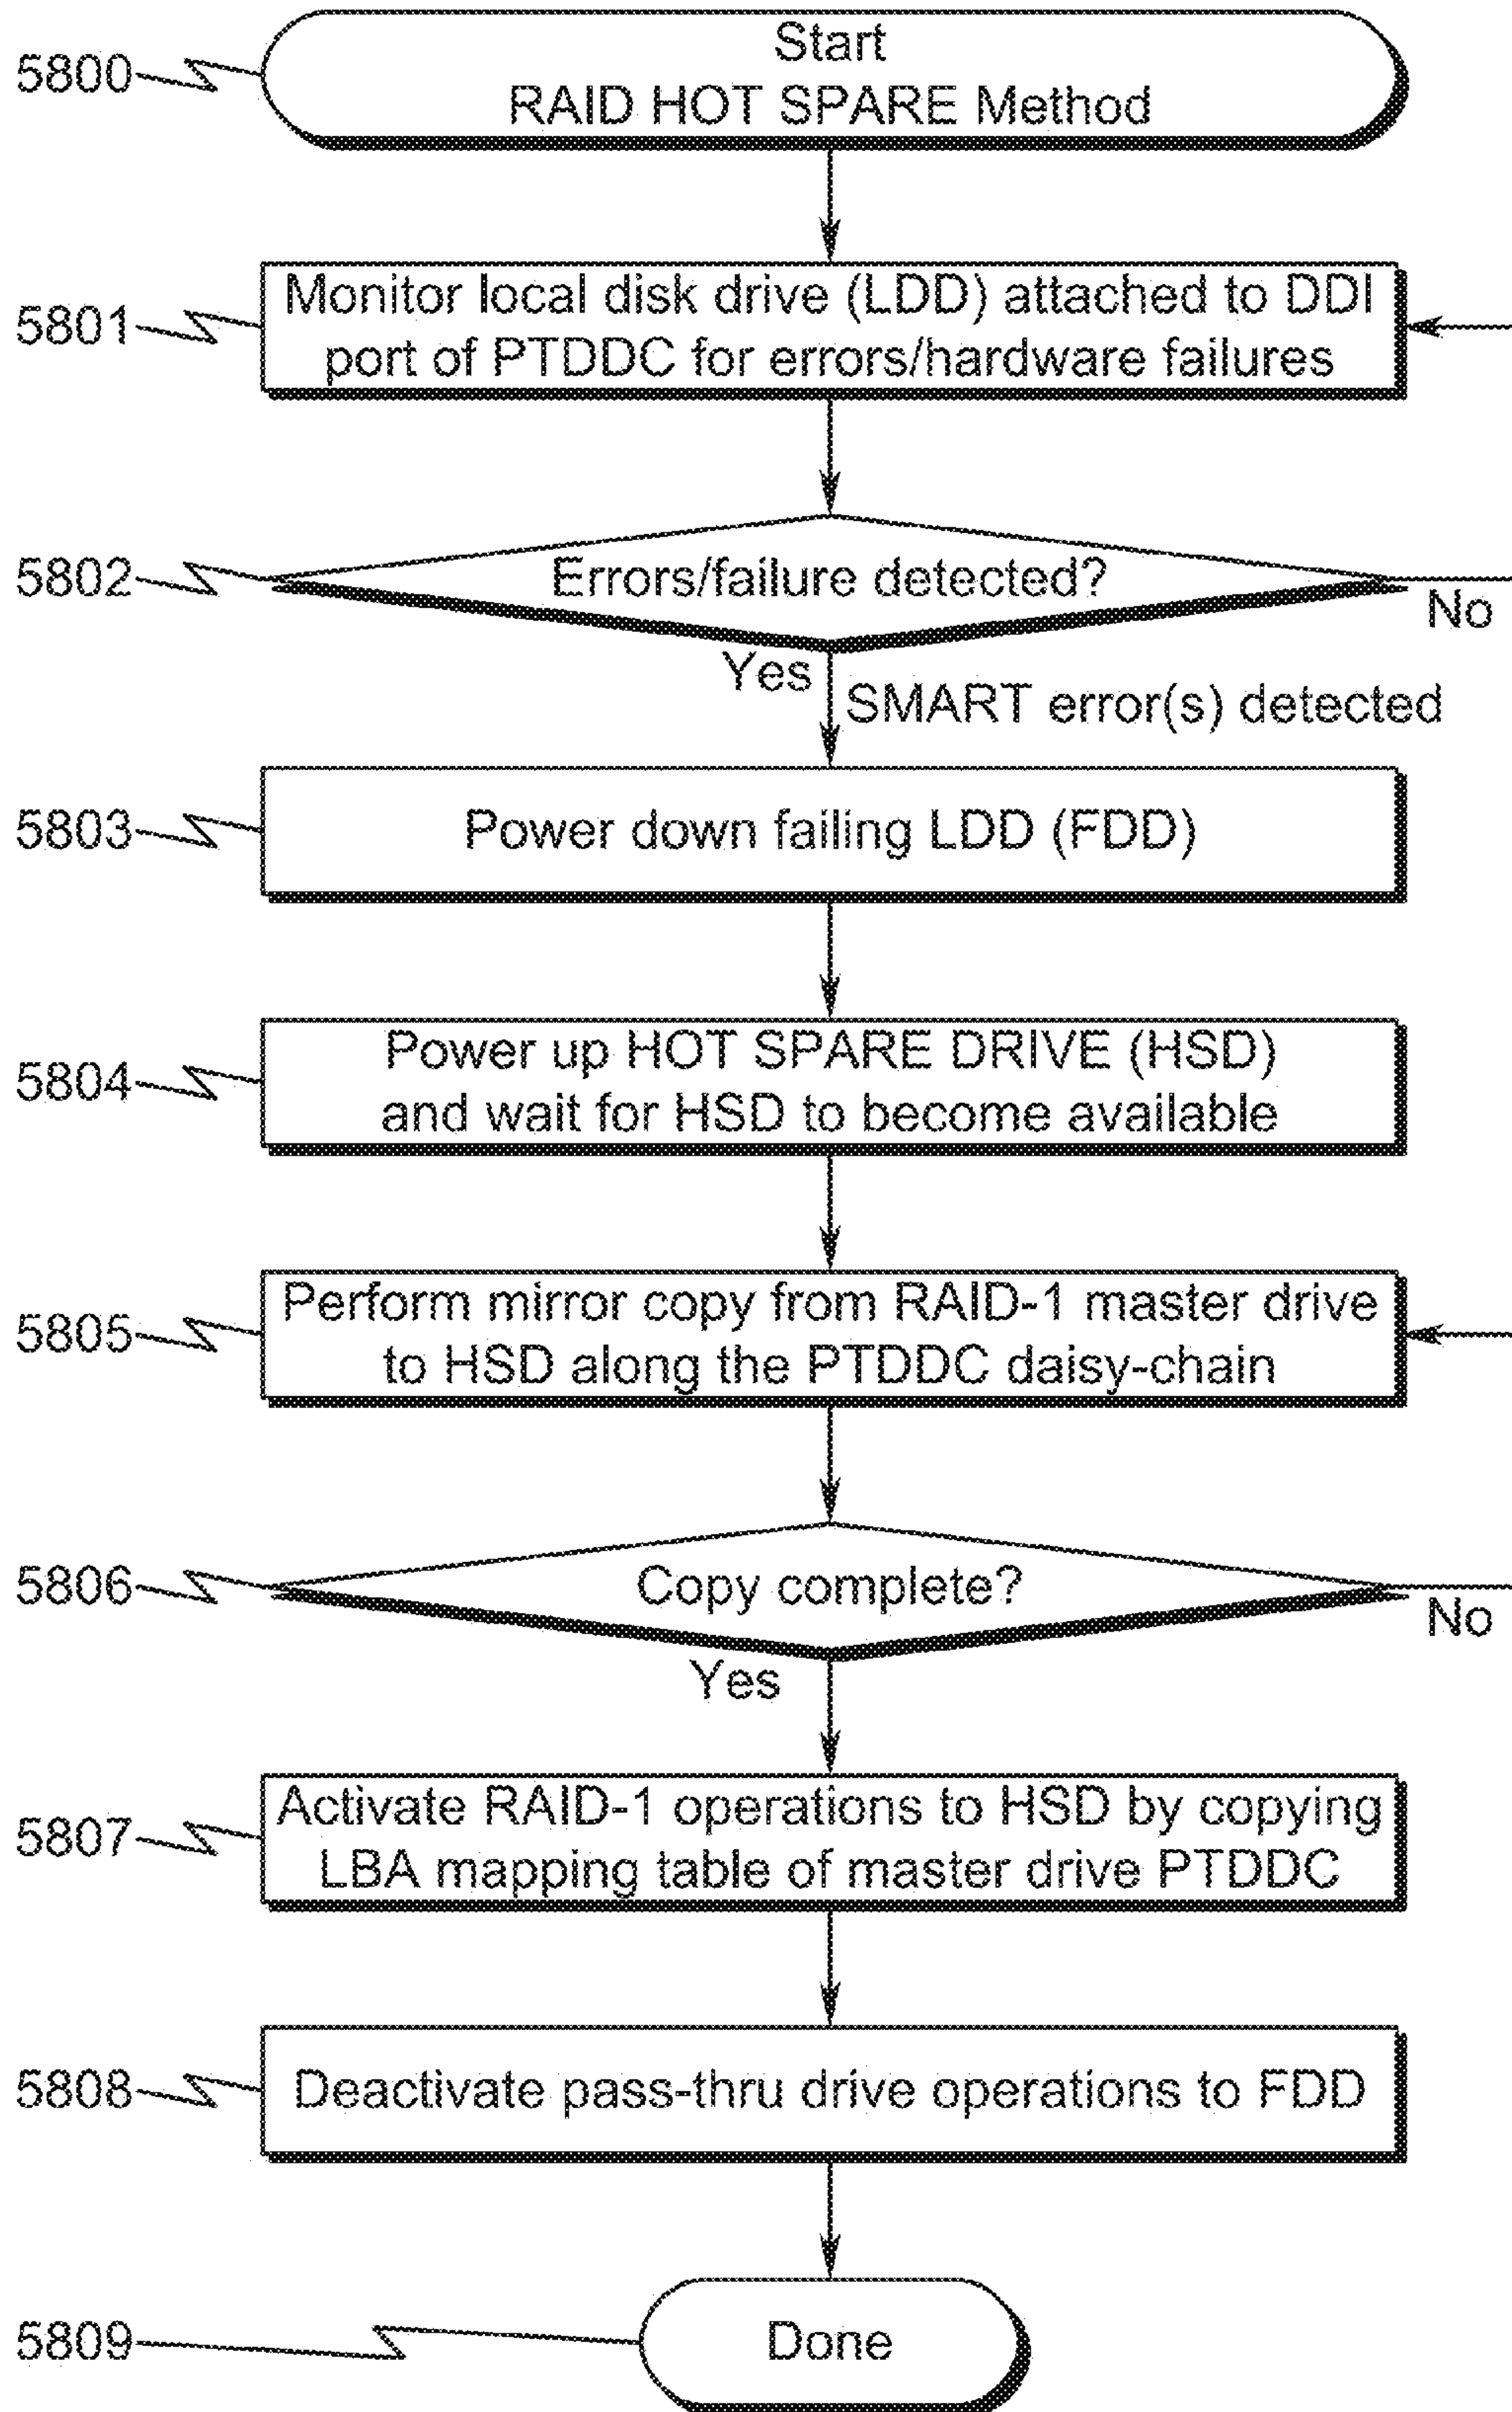 5800
Start
RAID HOT SPARE Method
5801
Monitor local disk drive (LDD) attached to DDI
port of PTDDC for errors/hardware failures
5802
Errors/failure detected?
No
Yes
SMART error(s) detected
5803
Power down failing LDD (FDD)
5804
Power up HOT SPARE DRIVE (HSD)
and wait for HSD to become available
5805
Perform mirror copy from RAID-1 master drive
to HSD along the PTDDC daisy-chain
5806
Copy complete?
No
Yes
5807
Activate RAID-1 operations to HSD by copying
LBA mapping table of master drive PTDDC
5808
Deactivate pass-thru drive operations to FDD
5809
Done